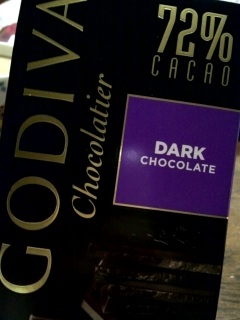 GODIVA
Chocolatier
72%
CACAO
DARK
CHOCOLATE